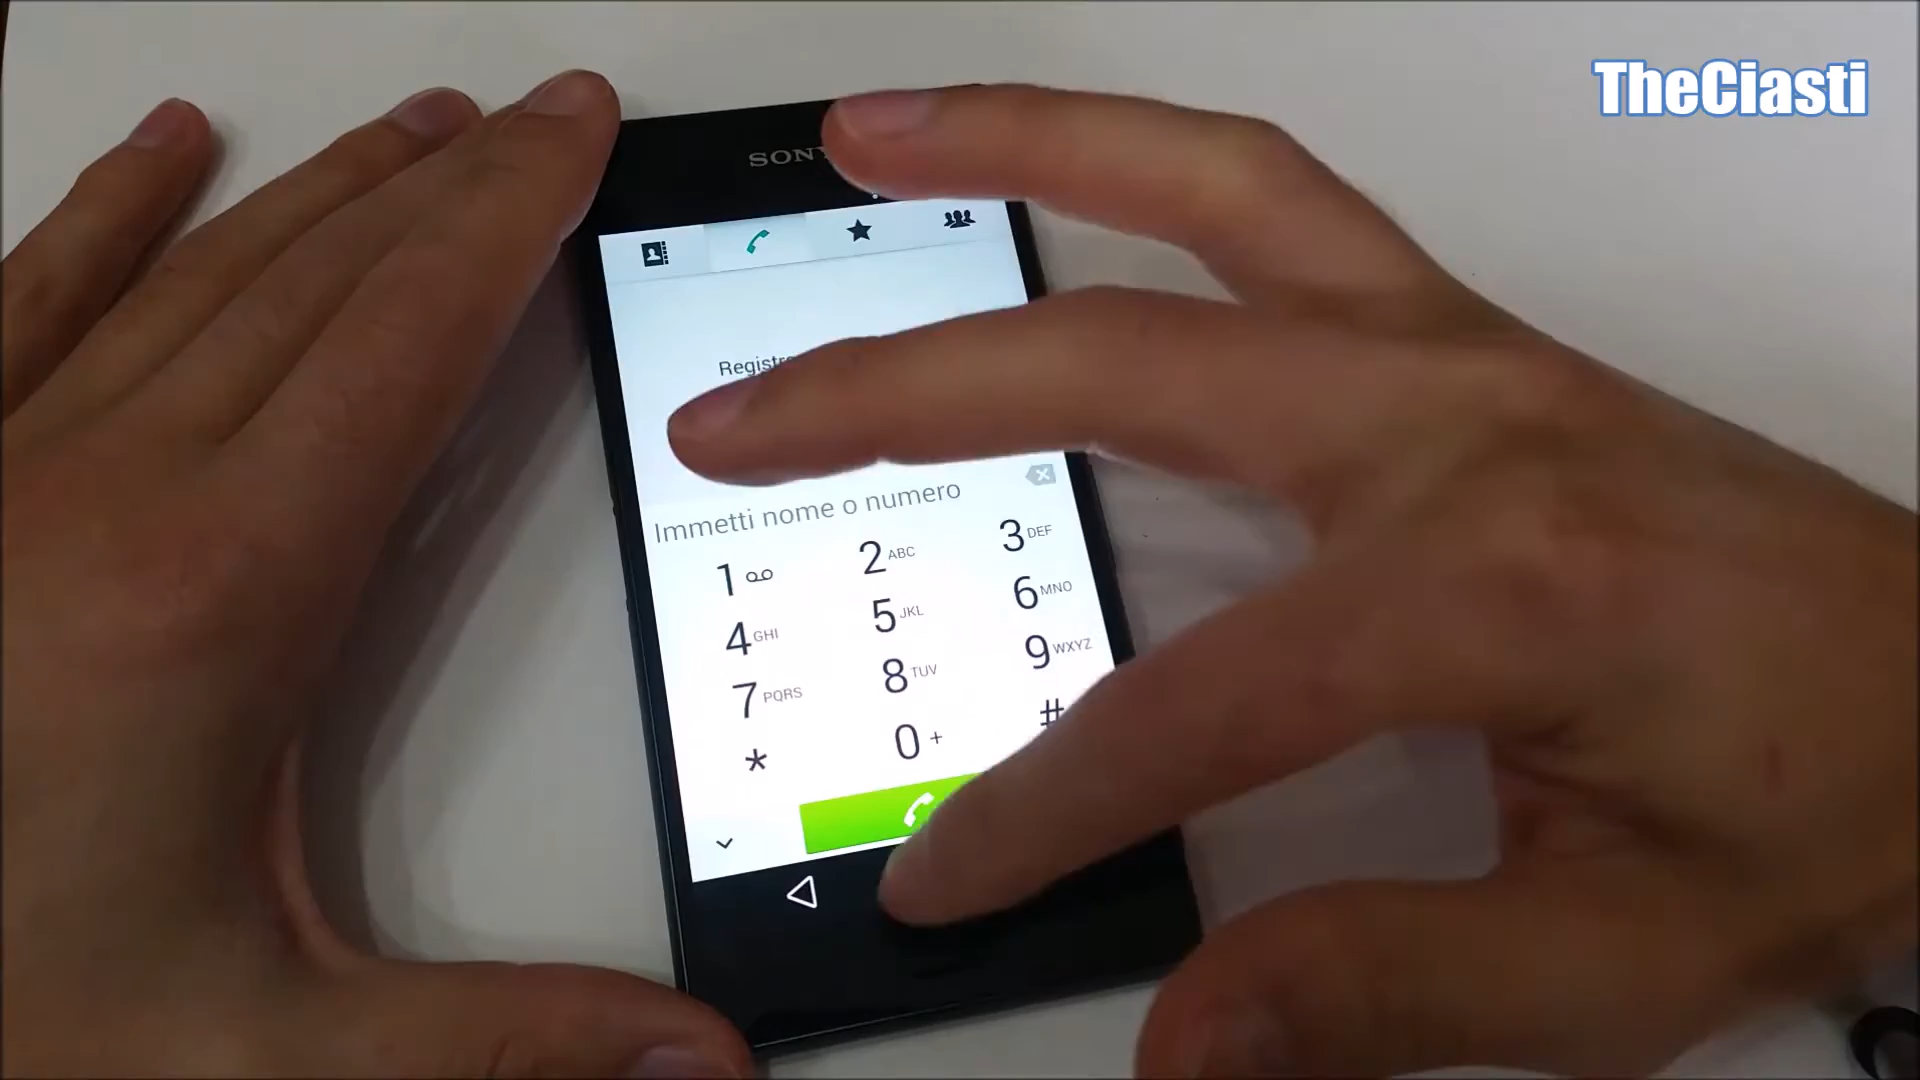 TheCiasti
SONY
Immetti nome o numero
1 2 ABC 3 DEF
4 GHI 5 JKL 6 MNO
7 PQRS 8 TUV 9 WXYZ
* 0 + #